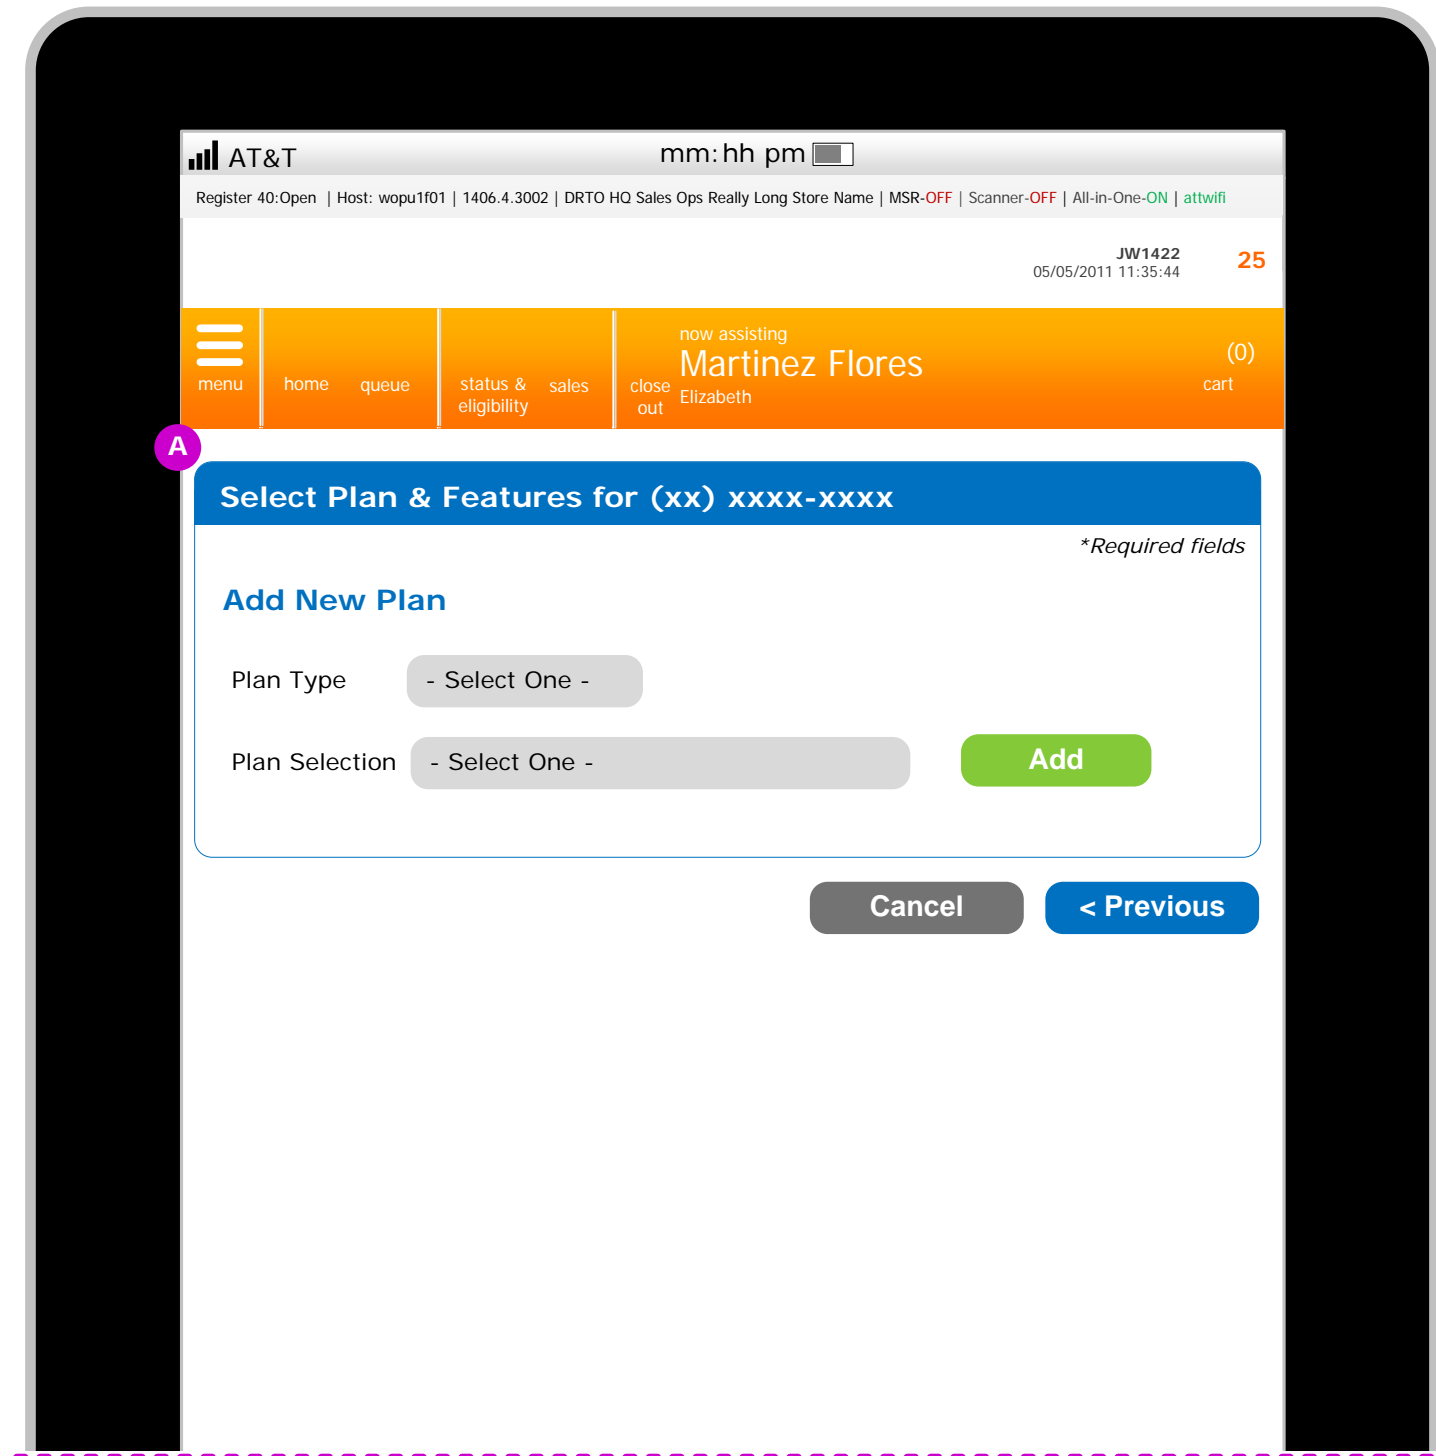 AT&T mm:hh pm
Register 40:Open | Host: wopu1f01 | 1406.4.3002 | DRTO HQ Sales Ops Really Long Store Name | MSR-OFF | Scanner-OFF | All-in-One-ON | attwifi
JW1422
05/05/2011 11:35:44
25
menu
home
queue
status &
eligibility
sales
close
out
now assisting
Martinez Flores
Elizabeth
(0)
cart
A
Select Plan & Features for (xx) xxxx-xxxx
*Required fields
Add New Plan
Plan Type - Select One -
Plan Selection - Select One - Add
Cancel < Previous